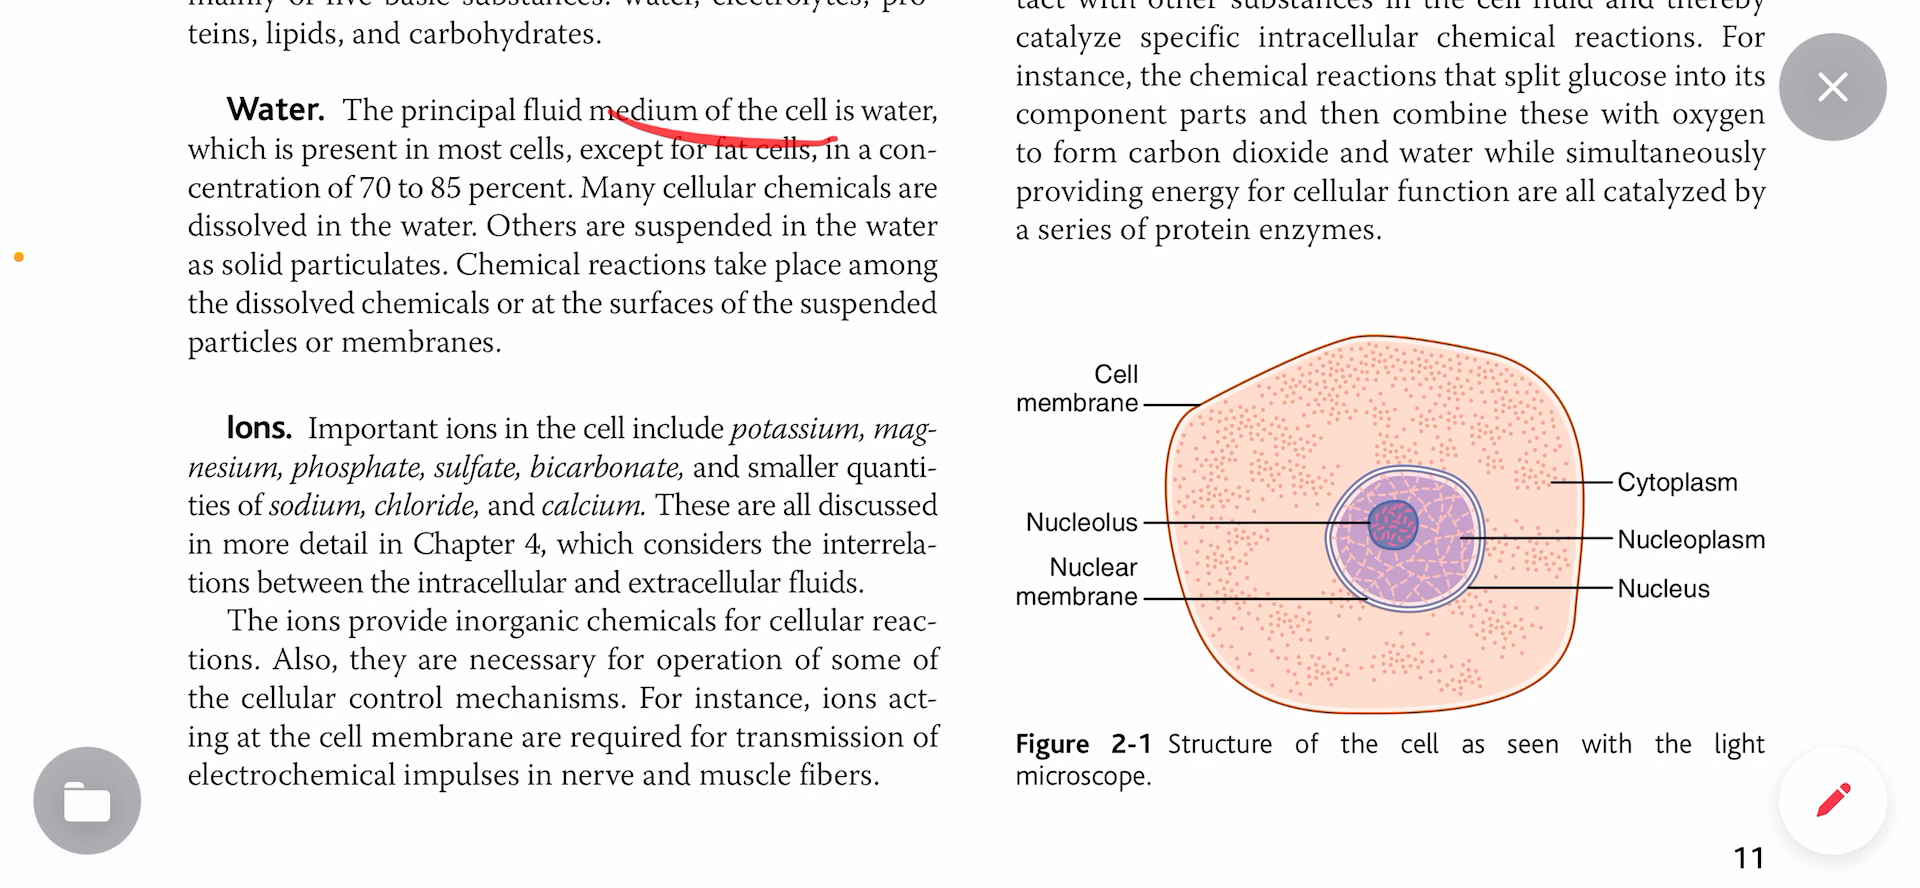 teins, lipids, and carbohydrates.
Water. The principal fluid medium of the cell is water,
which is present in most cells, except for fat cells, in a con-
centration of 70 to 85 percent. Many cellular chemicals are
dissolved in the water. Others are suspended in the water
as solid particulates. Chemical reactions take place among
the dissolved chemicals or at the surfaces of the suspended
particles or membranes.
Ions. Important ions in the cell include potassium, mag-
nesium, phosphate, sulfate, bicarbonate, and smaller quanti-
ties of sodium, chloride, and calcium. These are all discussed
in more detail in Chapter 4, which considers the interrela-
tions between the intracellular and extracellular fluids.
The ions provide inorganic chemicals for cellular reac-
tions. Also, they are necessary for operation of some of
the cellular control mechanisms. For instance, ions act-
ing at the cell membrane are required for transmission of
electrochemical impulses in nerve and muscle fibers.
tact with other substances in the cell fluid and thereby
catalyze specific intracellular chemical reactions. For
instance, the chemical reactions that split glucose into its
component parts and then combine these with oxygen
to form carbon dioxide and water while simultaneously
providing energy for cellular function are all catalyzed by
a series of protein enzymes.
Cell
membrane
Nucleolus
Nuclear
membrane
Cytoplasm
Nucleoplasm
Nucleus
Figure 2-1 Structure of the cell as seen with the light
microscope.
11